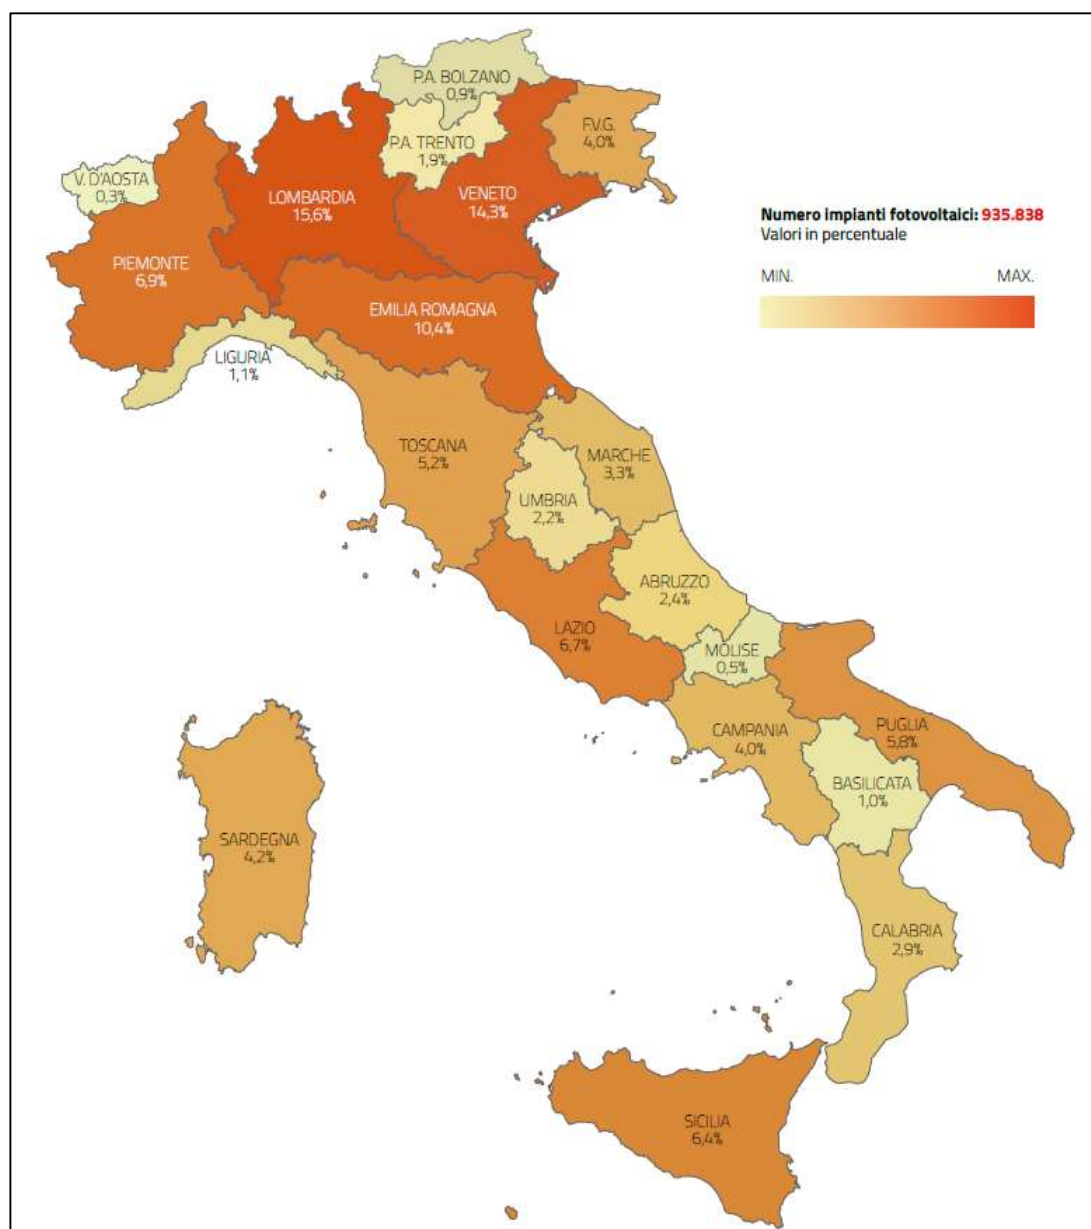 P.A. BOLZANO
0,9%
F.V.G.
4,0%
P.A. TRENTO
1,9%
V. D'AOSTA
0,3%
LOMBARDIA
15,6%
VENETO
14,3%
Numero impianti fotovoltaici: 935.838
Valori in percentuale
MIN. MAX.
PIEMONTE
6,9%
EMILIA ROMAGNA
10,4%
LIGURIA
1,1%
TOSCANA
5,2%
MARCHE
3,3%
UMBRIA
2,2%
ABRUZZO
2,4%
LAZIO
6,7%
MOLISE
0,5%
CAMPANIA
4,0%
PUGLIA
5,8%
BASILICATA
1,0%
SARDEGNA
4,2%
CALABRIA
2,9%
SICILIA
6,4%